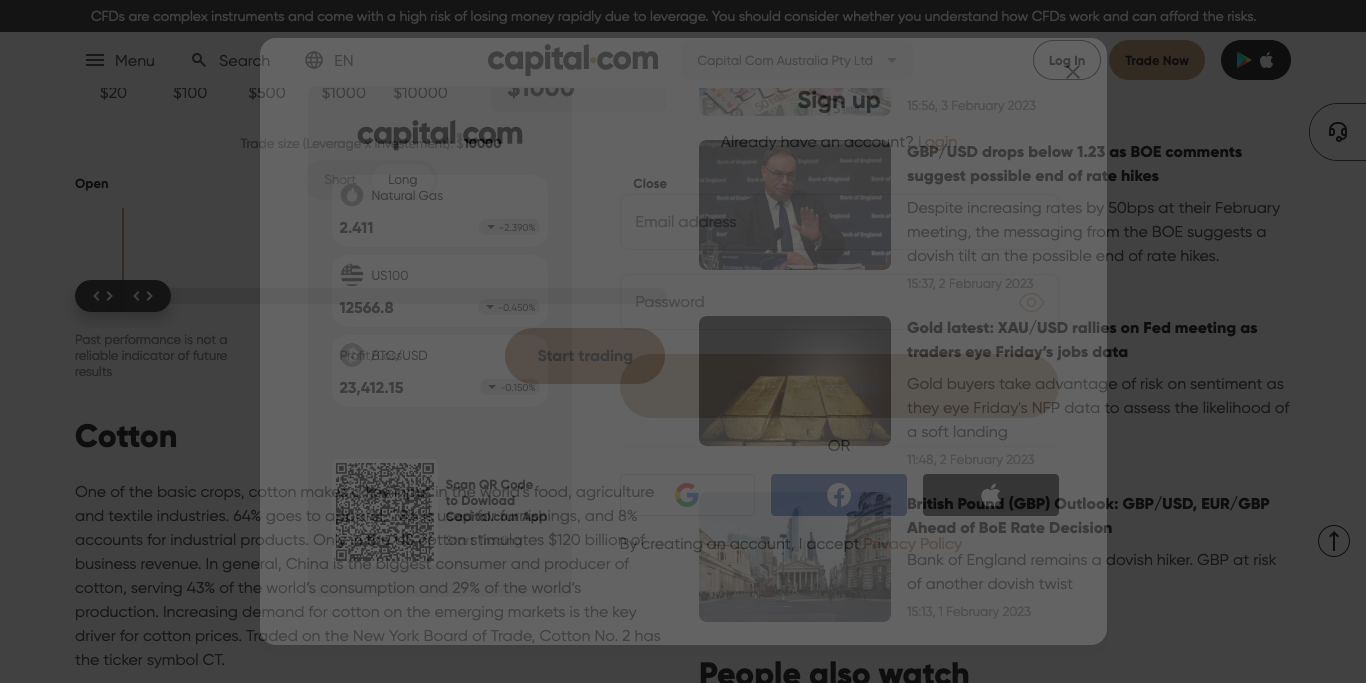 CFDs are complex instruments and come with a high risk of losing money rapidly due to leverage. You should consider whether you understand how CFDs work and can afford the risks.
Menu
Search
EN
capital.com
Capital Com Australia Pty Ltd
Log In
Trade Now
$20
$100
$500
$1000
$10000
$1000
Trade size (Leverage x Investement): $10000
Short
Long
Open
Close
Past performance is not a
reliable indicator of future
results
Start trading
Cotton
One of the basic crops, cotton makes in the world's food, agriculture
and textile industries. 64% goes to furnishings, and 8%
accounts for industrial products. cotton stimulates $120 billion of
business revenue. In general, China is the biggest consumer and producer of
cotton, serving 43% of the world's consumption and 29% of the world's
production. Increasing demand for cotton on the emerging markets is the key
driver for cotton prices. Traded on the New York Board of Trade, Cotton No. 2 has
the ticker symbol CT.
capital.com
Natural Gas
2.411
-2.390%
US100
12566.8
-0.450%
BTC/USD
23,412.15
-0.150%
Scan QR Code
to Dowload
Capital.com App
Sign up
Already have an account? Login
Email address
Password
OR
By creating an account, I accept Privacy Policy
15:56, 3 February 2023
GBP/USD drops below 1.23 as BOE comments
suggest possible end of rate hikes
Despite increasing rates by 50bps at their February
meeting, the messaging from the BOE suggests a
dovish tilt an the possible end of rate hikes.
15:37, 2 February 2023
Gold latest: XAU/USD rallies on Fed meeting as
traders eye Friday's jobs data
Gold buyers take advantage of risk on sentiment as
they eye Friday's NFP data to assess the likelihood of
a soft landing
11:48, 2 February 2023
British Pound (GBP) Outlook: GBP/USD, EUR/GBP
Ahead of BoE Rate Decision
Bank of England remains a dovish hiker. GBP at risk
of another dovish twist
15:13, 1 February 2023
People also watch